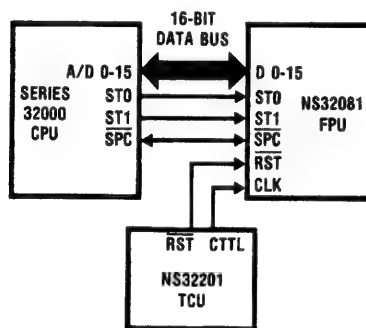 16-BIT
DATA BUS
SERIES
32000
CPU
A/D 0-15
ST0
ST1
SPC
D 0-15
ST0
ST1
SPC
RST
CLK
NS32081
FPU
RST CTTL
NS32201
TCU